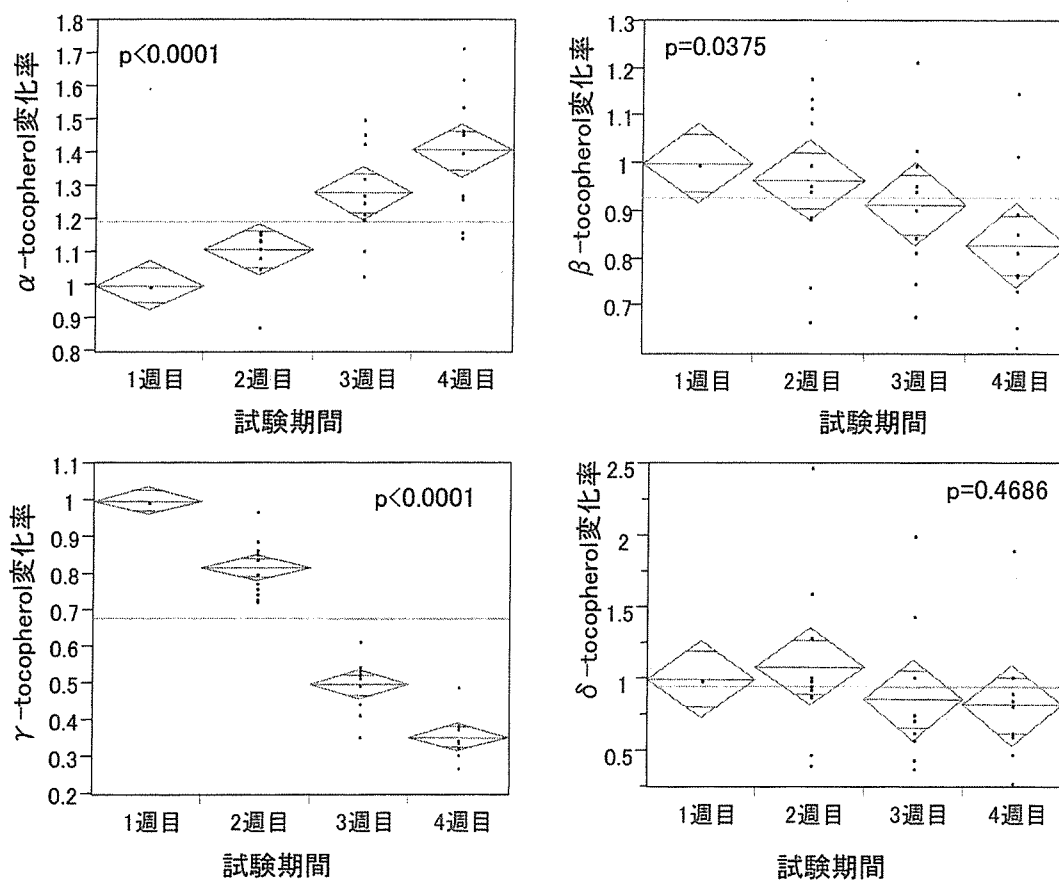 α-tocopherol変化率
1.8
1.7
1.6
1.5
1.4
1.3
1.2
1.1
1
0.9
0.8
p<0.0001
1週目 2週目 3週目 4週目
試験期間
β-tocopherol変化率
1.3
1.2
1.1
1
0.9
0.8
0.7
p=0.0375
1週目 2週目 3週目 4週目
試験期間
γ-tocopherol変化率
1.1
1
0.9
0.8
0.7
0.6
0.5
0.4
0.3
0.2
p<0.0001
1週目 2週目 3週目 4週目
試験期間
δ-tocopherol変化率
2.5
2
1.5
1
0.5
p=0.4686
1週目 2週目 3週目 4週目
試験期間